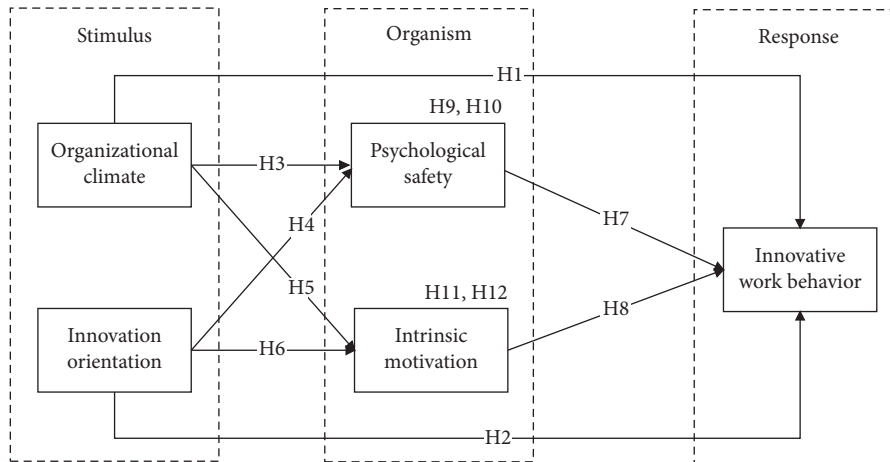 Stimulus
Organism
Response
H1
H9, H10
Organizational
climate
H3
Psychological
safety
H4
H7
Innovative
work behavior
H5
H11, H12
H8
Innovation
orientation
H6
Intrinsic
motivation
H2